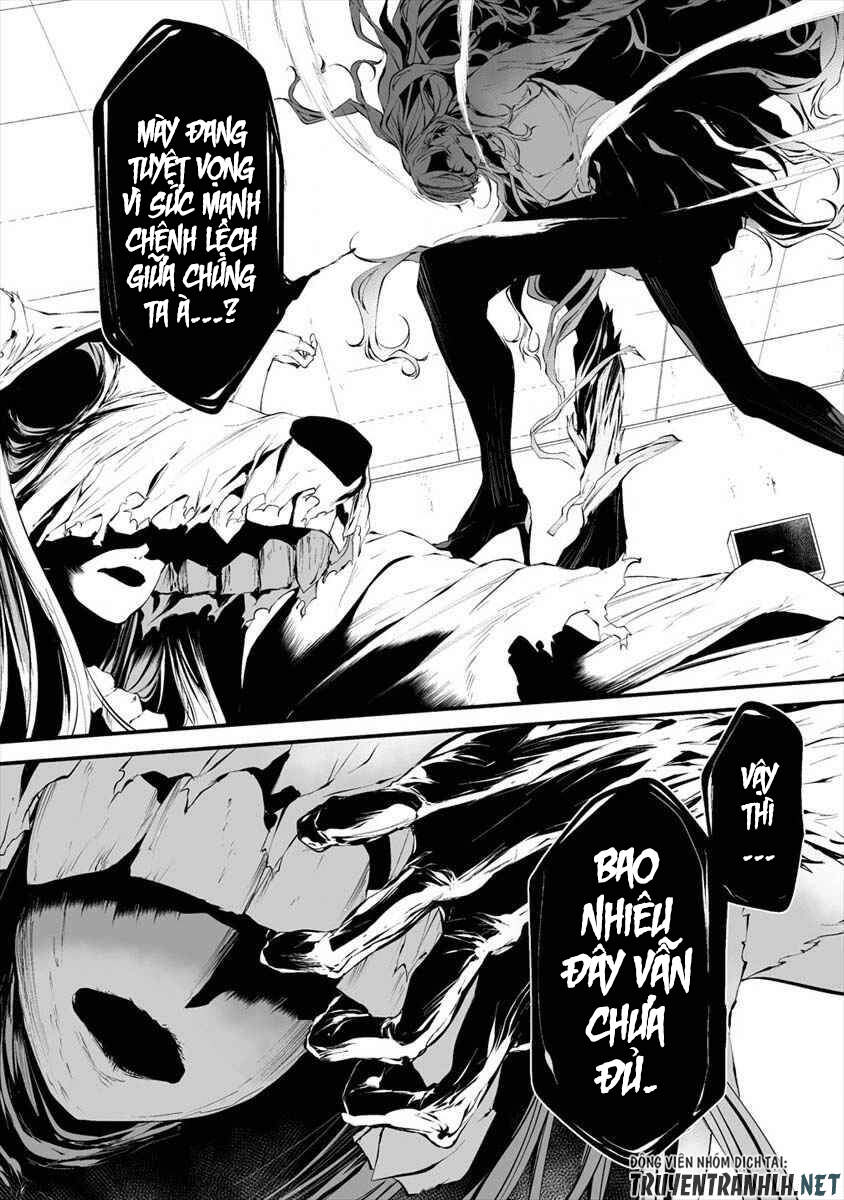 MÀY ĐANG
TUYỆT VỌNG
VÌ SỨC MẠNH
CHÊNH LỆCH
GIỮA CHÚNG
TA À...?
VẬY
THÌ
...
BAO
NHIÊU
ĐÂY VẪN
CHƯA
ĐỦ.
ĐỘNG VIÊN NHÓM DỊCH TẠI:
TRUYENTRANHLH.NET